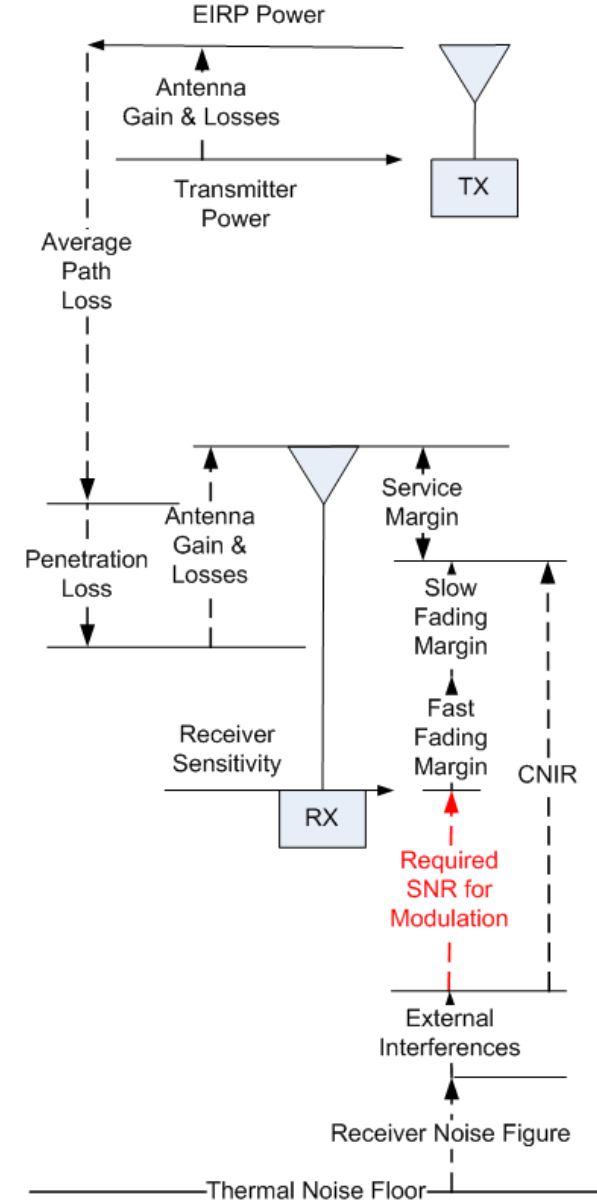 EIRP Power
Antenna
Gain & Losses
TX
Transmitter
Power
Average
Path
Loss
Service
Margin
Antenna
Gain &
Losses
Penetration
Loss
Slow
Fading
Margin
Fast
Fading
Margin
Receiver
Sensitivity
CNIR
RX
Required
SNR for
Modulation
External
Interferences
Receiver Noise Figure
Thermal Noise Floor